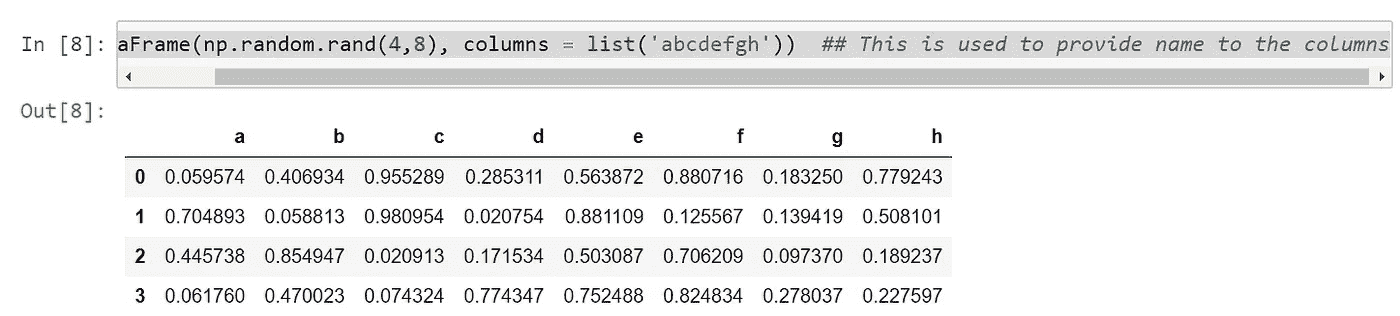 In [8]: aFrame(np.random.rand(4,8), columns = list('abcdefgh'))  ## This is used to provide name to the columns
Out[8]:
a b c d e f g h
0 0.059574 0.406934 0.955289 0.285311 0.563872 0.880716 0.183250 0.779243
1 0.704893 0.058813 0.980954 0.020754 0.881109 0.125567 0.139419 0.508101
2 0.445738 0.854947 0.020913 0.171534 0.503087 0.706209 0.097370 0.189237
3 0.061760 0.470023 0.074324 0.774347 0.752488 0.824834 0.278037 0.227597